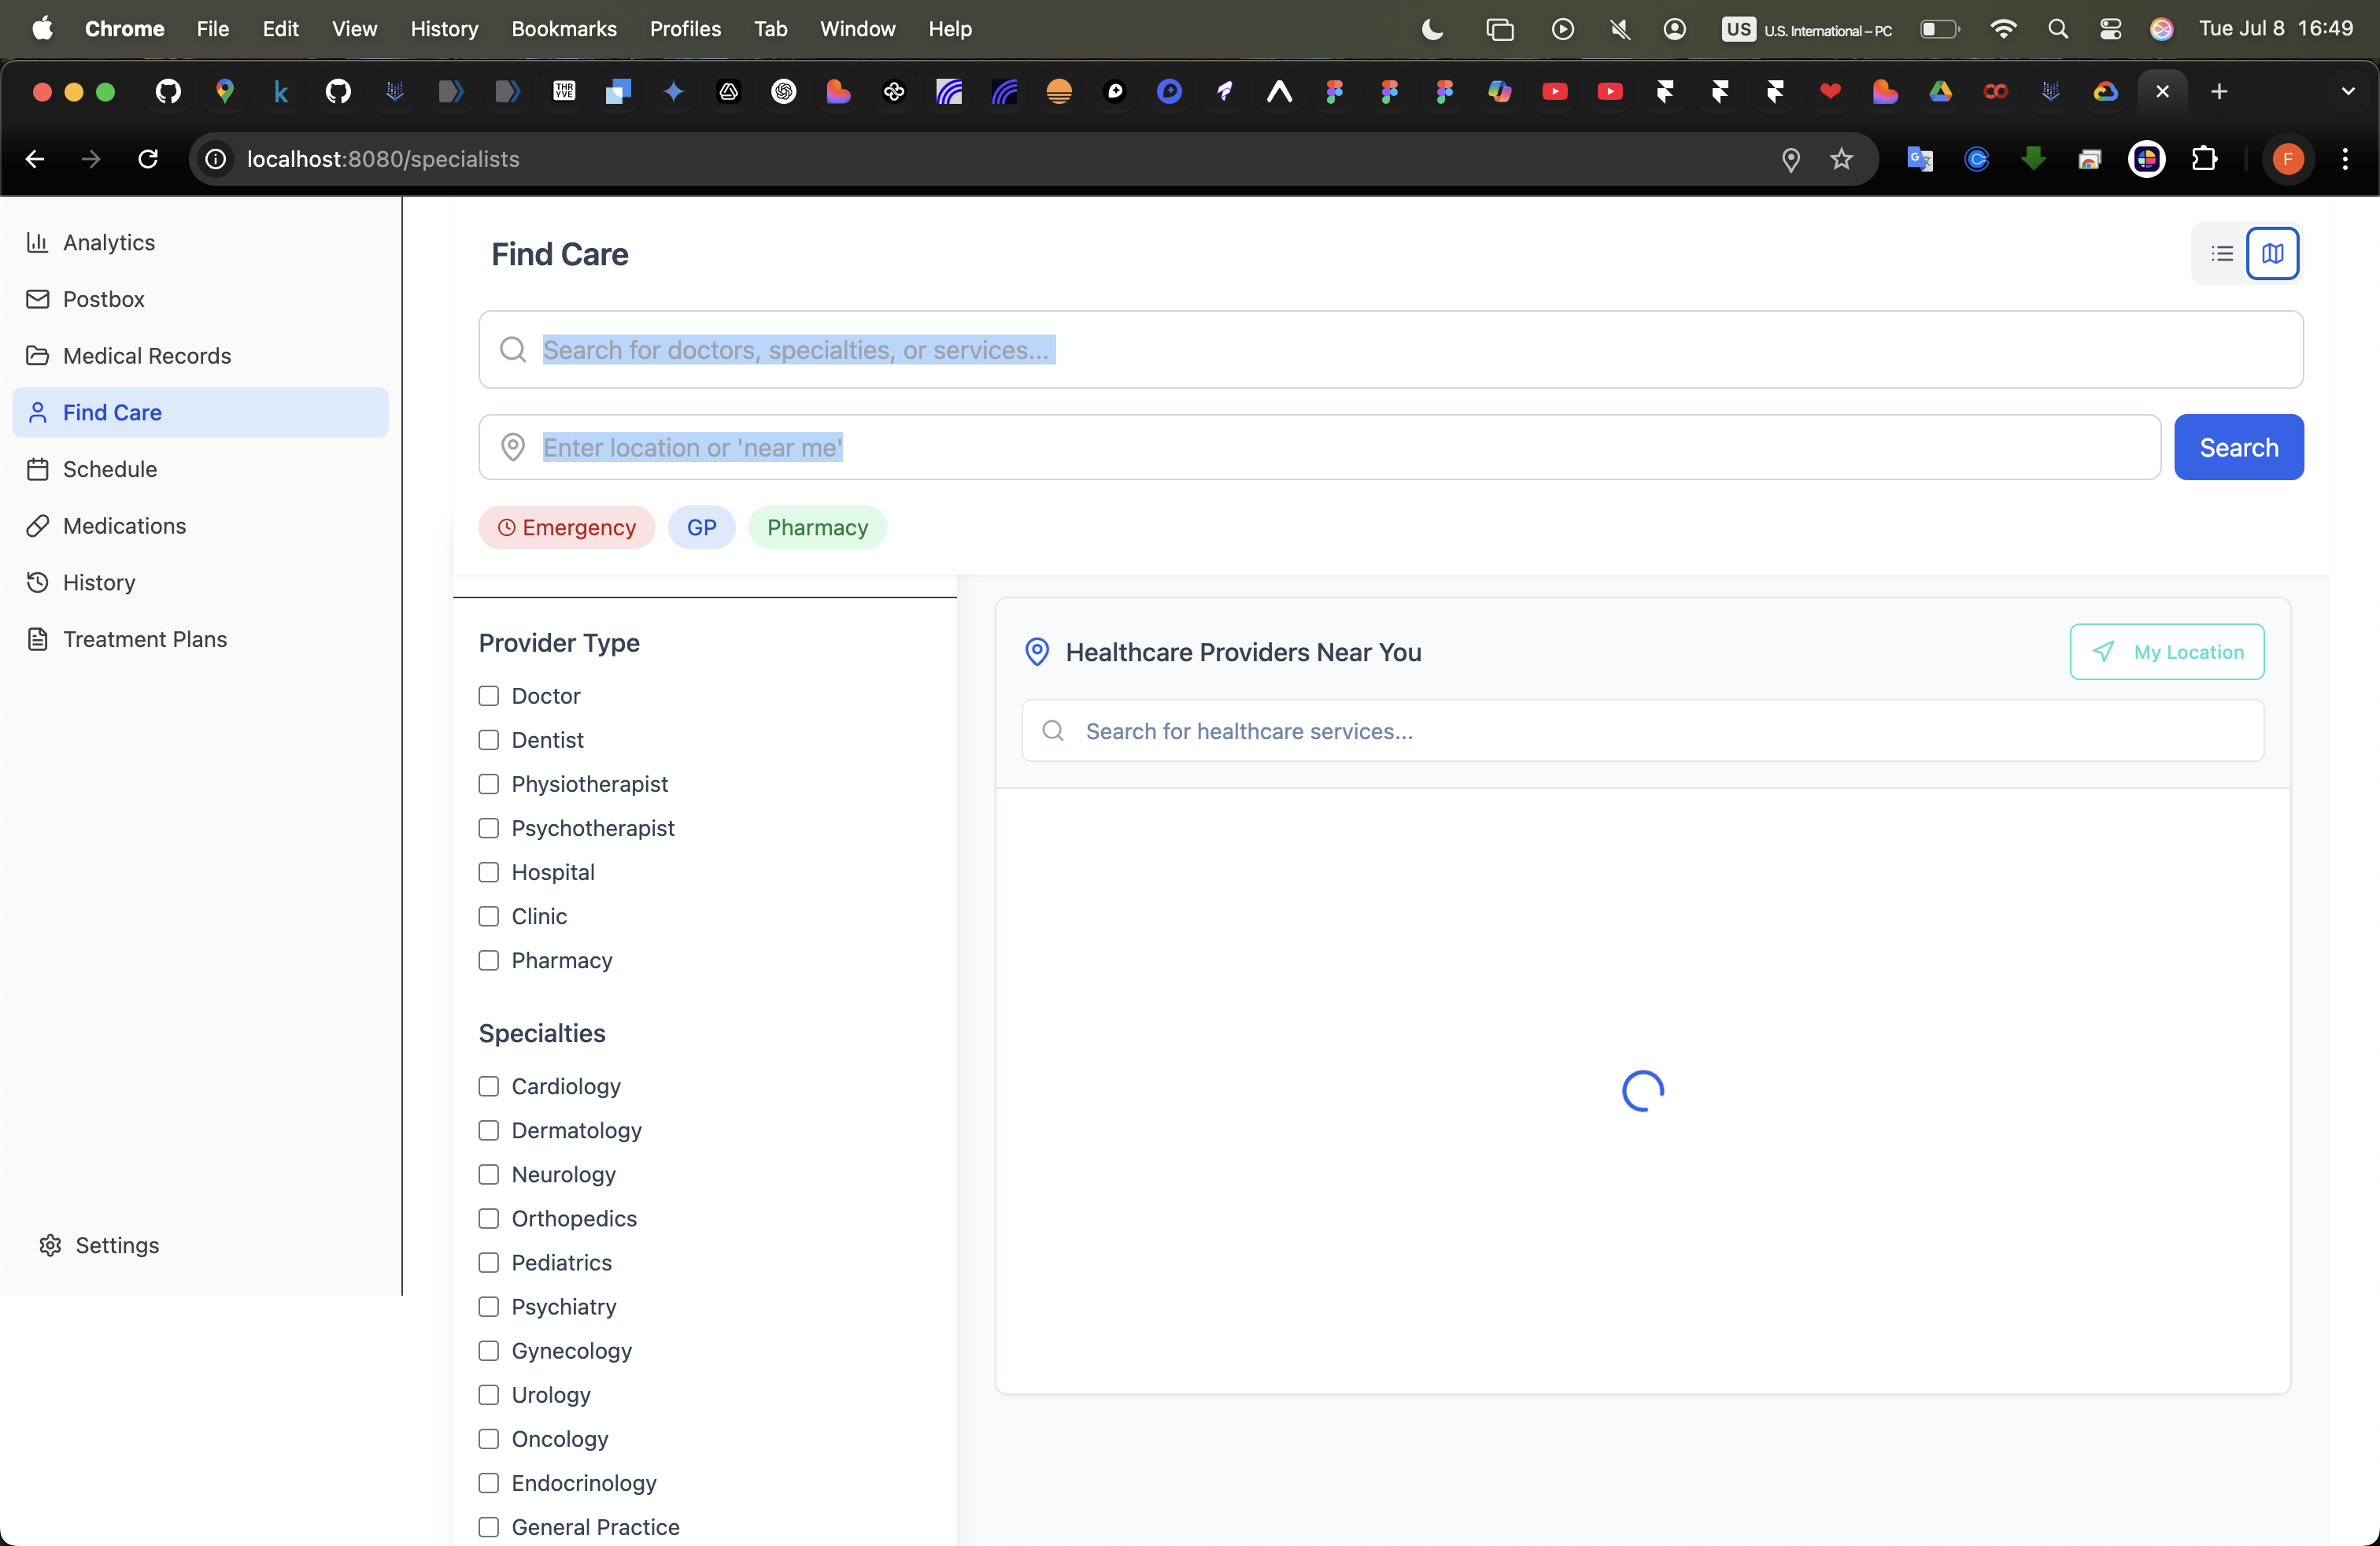 Chrome File Edit View History Bookmarks Profiles Tab Window Help US U.S. International – PC Tue Jul 8 16:49
localhost:8080/specialists
F
Analytics
Postbox
Medical Records
Find Care
Schedule
Medications
History
Treatment Plans
Settings
Find Care
Search for doctors, specialties, or services...
Enter location or 'near me'
Search
Emergency GP Pharmacy
Provider Type
Doctor
Dentist
Physiotherapist
Psychotherapist
Hospital
Clinic
Pharmacy
Specialties
Cardiology
Dermatology
Neurology
Orthopedics
Pediatrics
Psychiatry
Gynecology
Urology
Oncology
Endocrinology
General Practice
Healthcare Providers Near You
My Location
Search for healthcare services...